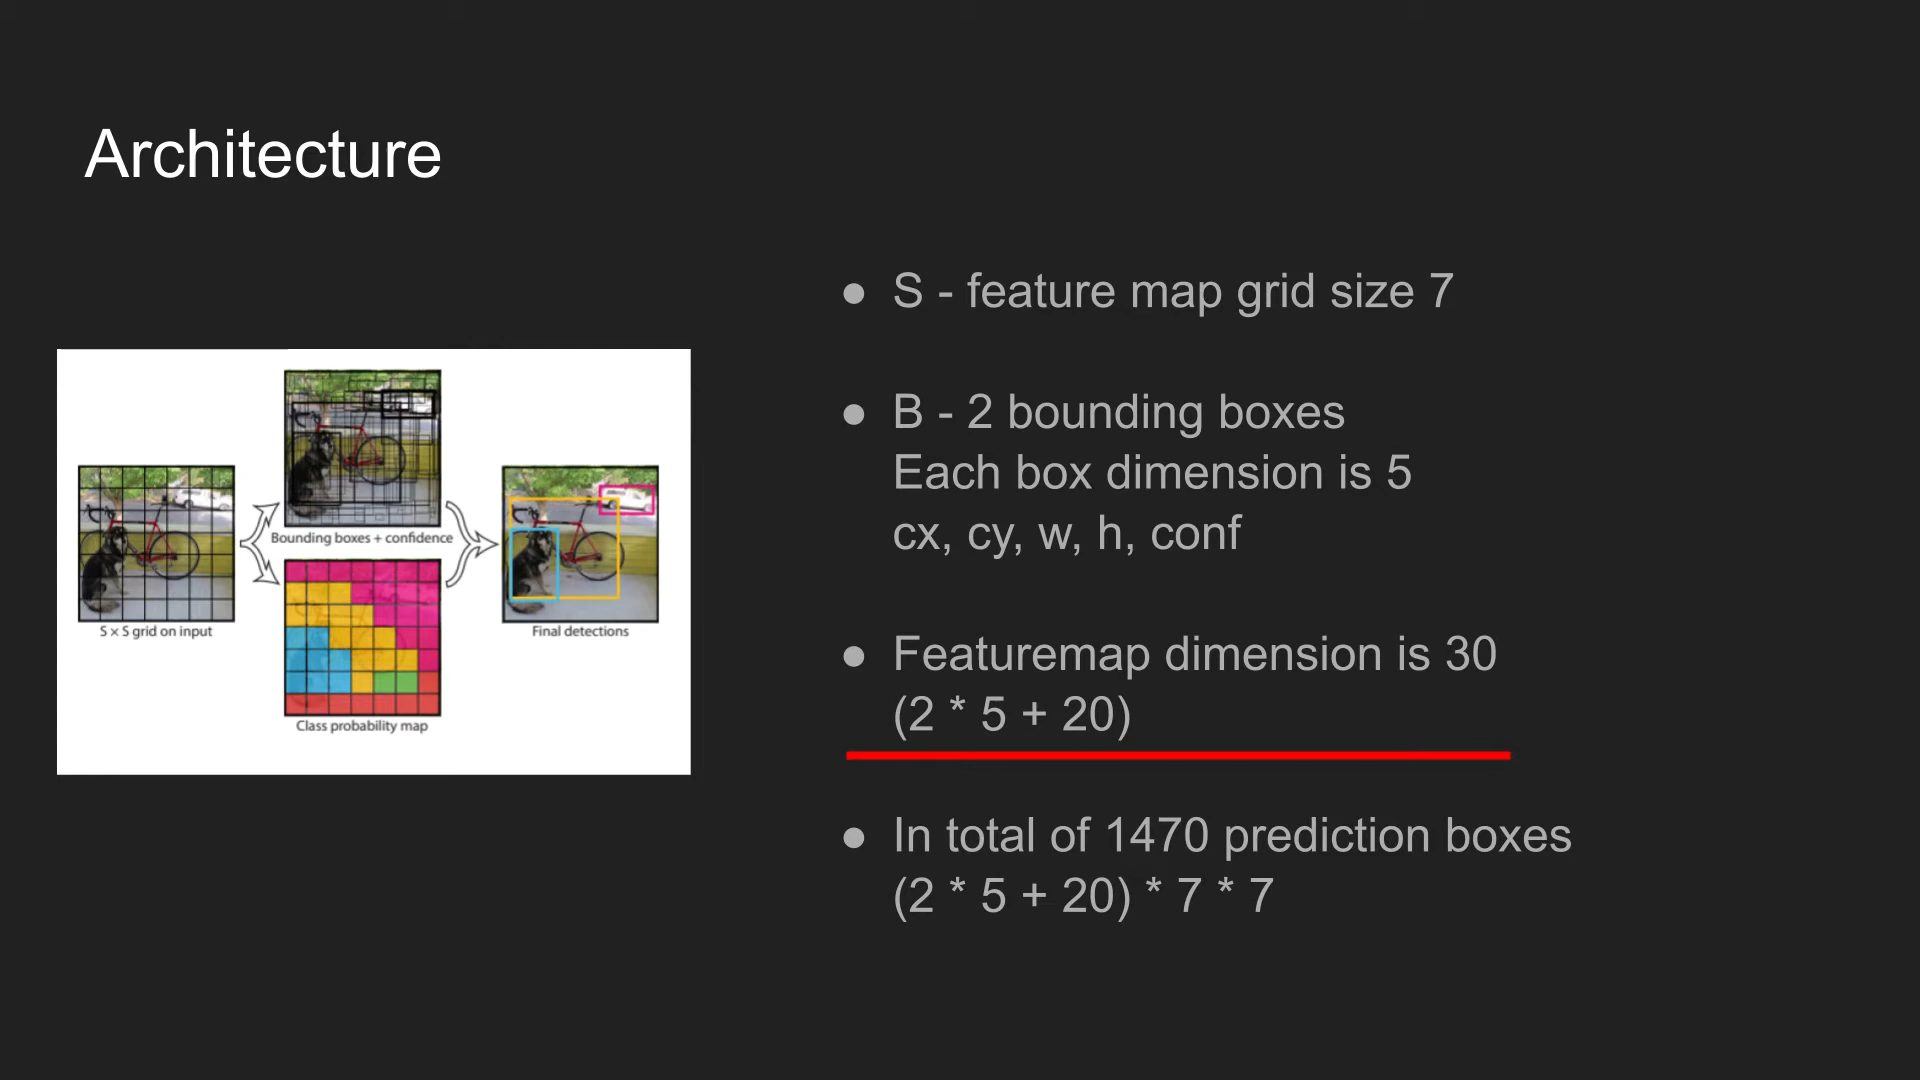 Architecture
● S - feature map grid size 7
● B - 2 bounding boxes
Each box dimension is 5
cx, cy, w, h, conf
● Featuremap dimension is 30
(2 * 5 + 20)
● In total of 1470 prediction boxes
(2 * 5 + 20) * 7 * 7
S × S grid on input
Bounding boxes + confidence
Class probability map
Final detections